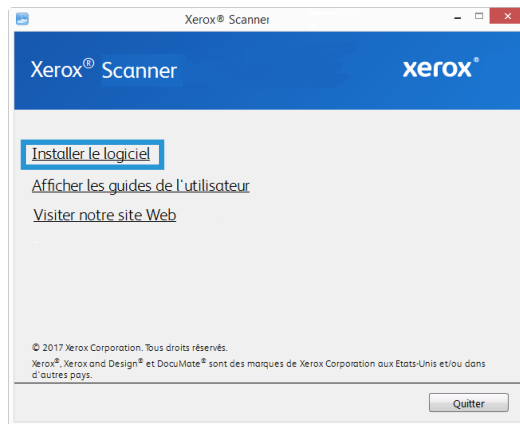 Xerox® Scanner
Xerox® Scanner
xerox®
Installer le logiciel
Afficher les guides de l'utilisateur
Visiter notre site Web
© 2017 Xerox Corporation. Tous droits réservés.
Xerox®, Xerox and Design® et DocuMate® sont des marques de Xerox Corporation aux Etats-Unis et/ou dans
d'autres pays.
Quitter